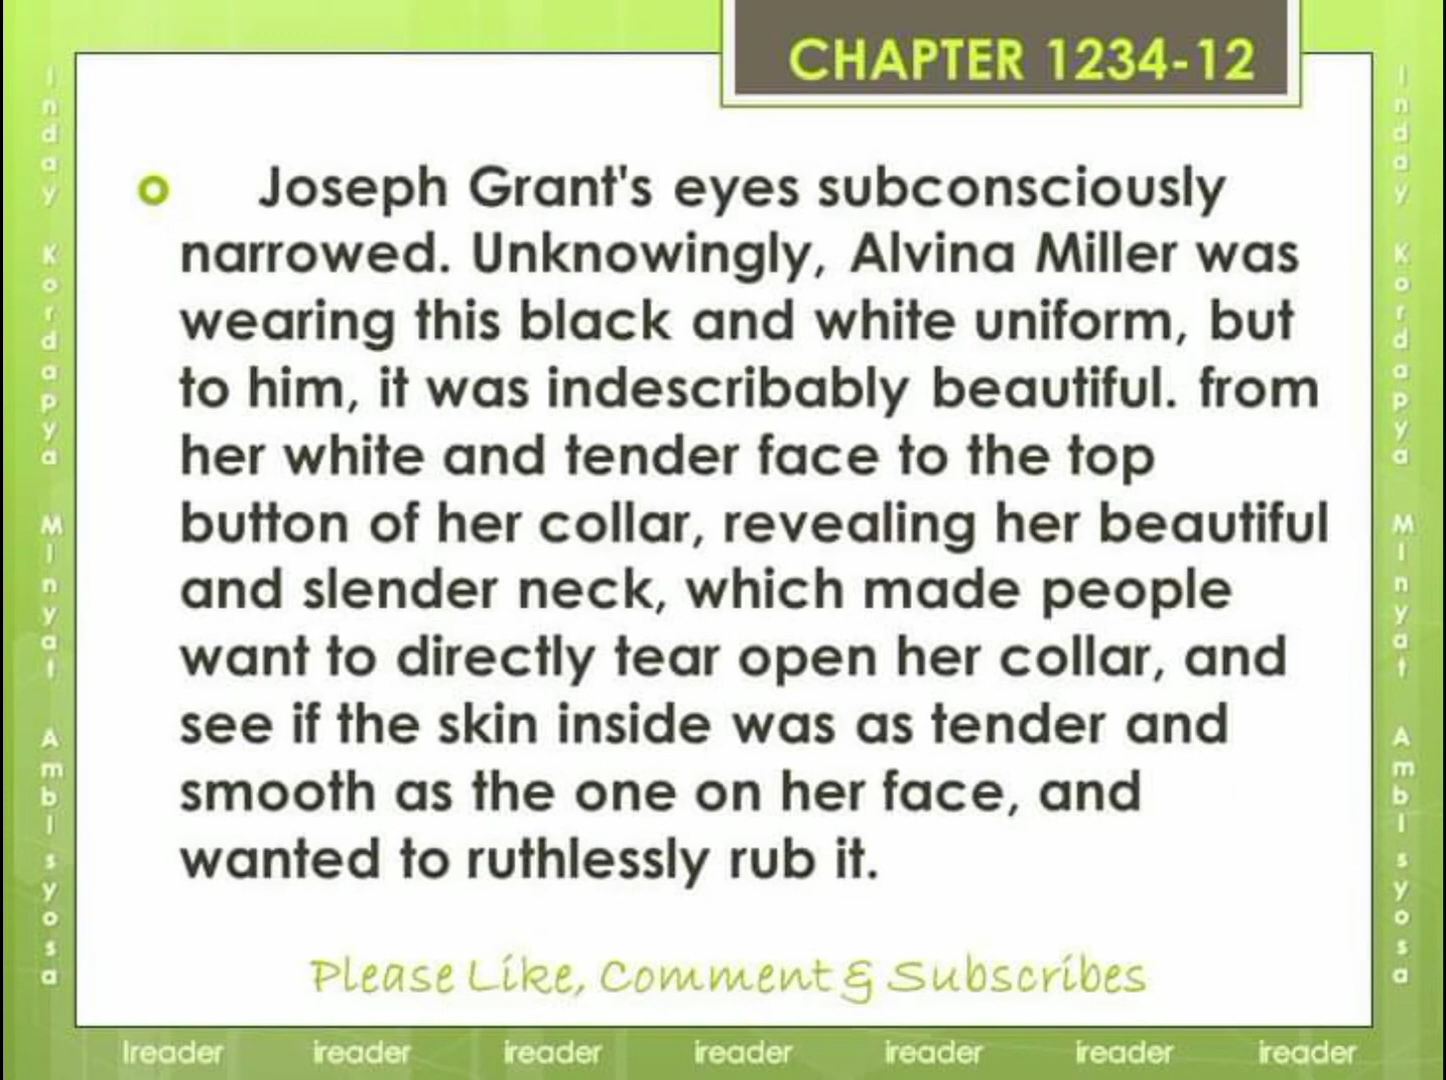 CHAPTER 1234-12
Joseph Grant's eyes subconsciously
narrowed. Unknowingly, Alvina Miller was
wearing this black and white uniform, but
to him, it was indescribably beautiful. from
her white and tender face to the top
button of her collar, revealing her beautiful
and slender neck, which made people
want to directly tear open her collar, and
see if the skin inside was as tender and
smooth as the one on her face, and
wanted to ruthlessly rub it.
Please Like, Comment & Subscribes
Inday Kordapya Minyat Ambisyosa
Inday Kordapya Minyat Ambisyosa
Ireader ireader ireader ireader ireader ireader ireader